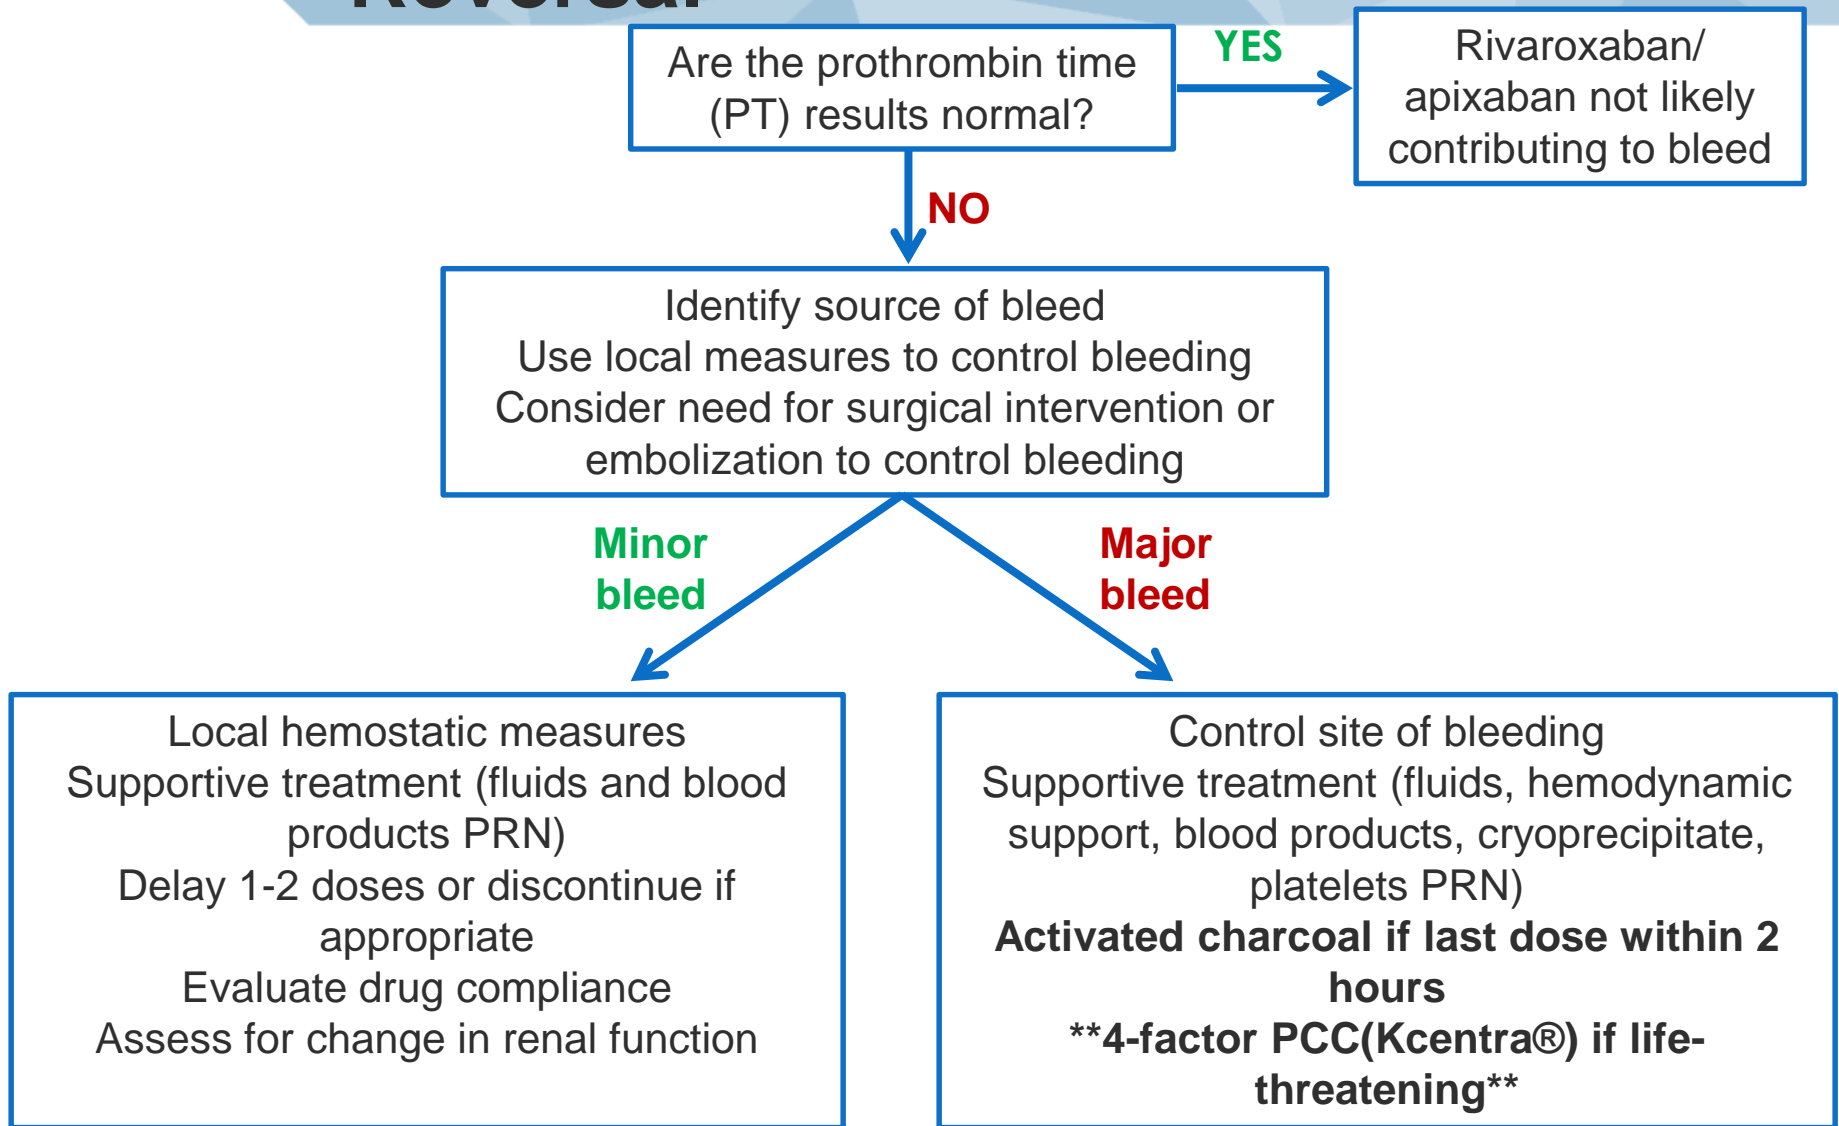 Reversal
Are the prothrombin time
(PT) results normal?
YES
Rivaroxaban/
apixaban not likely
contributing to bleed
NO
Identify source of bleed
Use local measures to control bleeding
Consider need for surgical intervention or
embolization to control bleeding
Minor
bleed
Major
bleed
Local hemostatic measures
Supportive treatment (fluids and blood
products PRN)
Delay 1-2 doses or discontinue if
appropriate
Evaluate drug compliance
Assess for change in renal function
Control site of bleeding
Supportive treatment (fluids, hemodynamic
support, blood products, cryoprecipitate,
platelets PRN)
Activated charcoal if last dose within 2
hours
**4-factor PCC(Kcentra®) if life-
threatening**